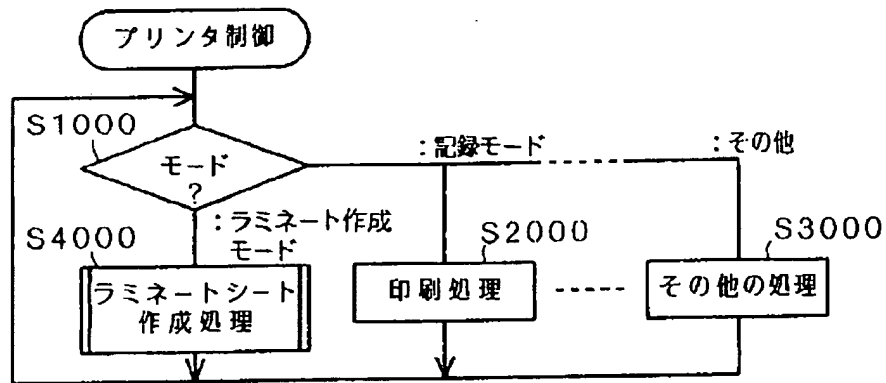 プリンタ制御
S1000
モード
?
:記録モード
:その他
:ラミネート作成
モード
S4000
S2000
S3000
ラミネートシート
作成処理
印刷処理
その他の処理